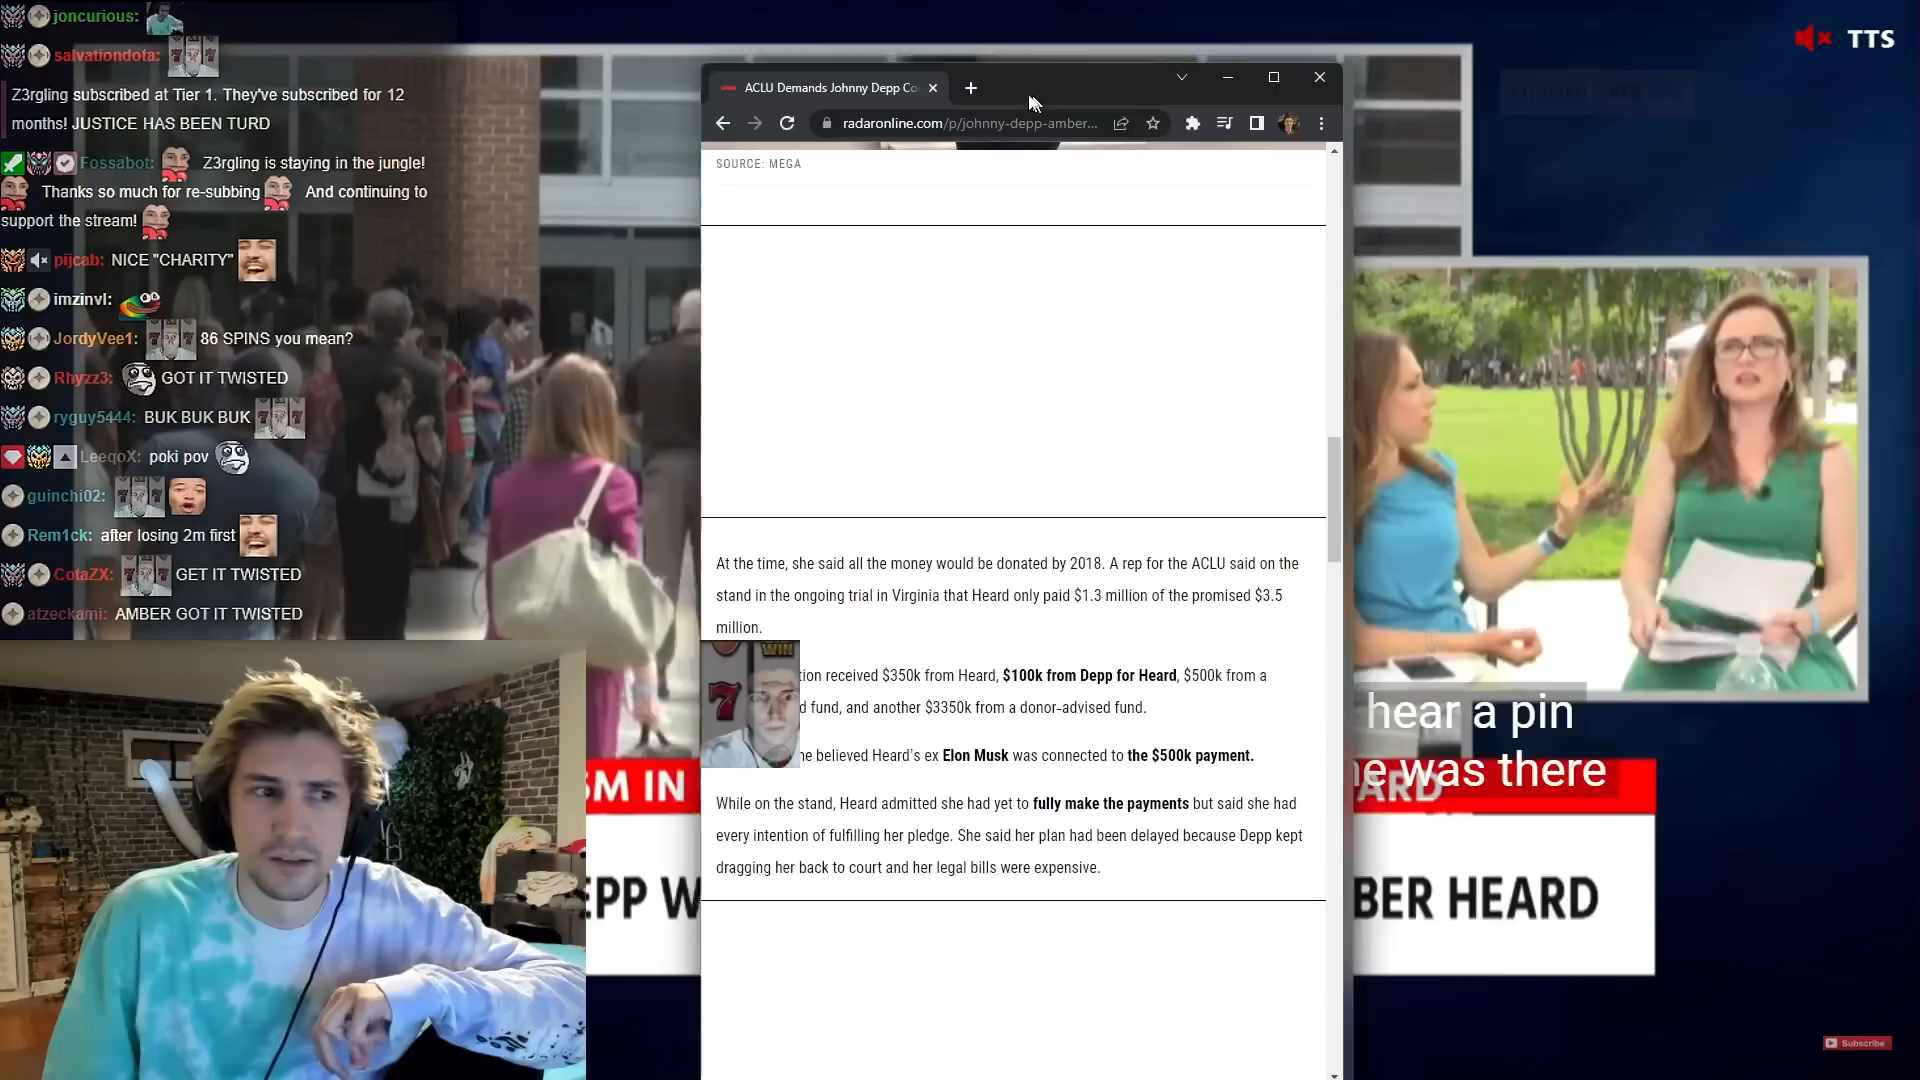 joncurious:
salvationdota:
Z3rgling subscribed at Tier 1. They've subscribed for 12
months! JUSTICE HAS BEEN TURD
Fossabot: Z3rgling is staying in the jungle!
Thanks so much for re-subbing And continuing to
support the stream!
pijcab: NICE "CHARITY"
imzinvl:
JordyVee1: 86 SPINS you mean?
Rhyzz3: GOT IT TWISTED
ryguy5444: BUK BUK BUK
LeeqoX: poki pov
guinchi02:
Rem1ck: after losing 2m first
CotaZX: GET IT TWISTED
atzeckami: AMBER GOT IT TWISTED
TTS
ACLU Demands Johnny Depp Co
radaronline.com/p/johnny-depp-amber...
SOURCE: MEGA
At the time, she said all the money would be donated by 2018. A rep for the ACLU said on the
stand in the ongoing trial in Virginia that Heard only paid $1.3 million of the promised $3.5
million.
tion received $350k from Heard, $100k from Depp for Heard, $500k from a
d fund, and another $3350k from a donor-advised fund.
he believed Heard's ex Elon Musk was connected to the $500k payment.
While on the stand, Heard admitted she had yet to fully make the payments but said she had
every intention of fulfilling her pledge. She said her plan had been delayed because Depp kept
dragging her back to court and her legal bills were expensive.
WIN
7
hear a pin
e was there
SM IN
ARD
EPP W
BER HEARD
Subscribe